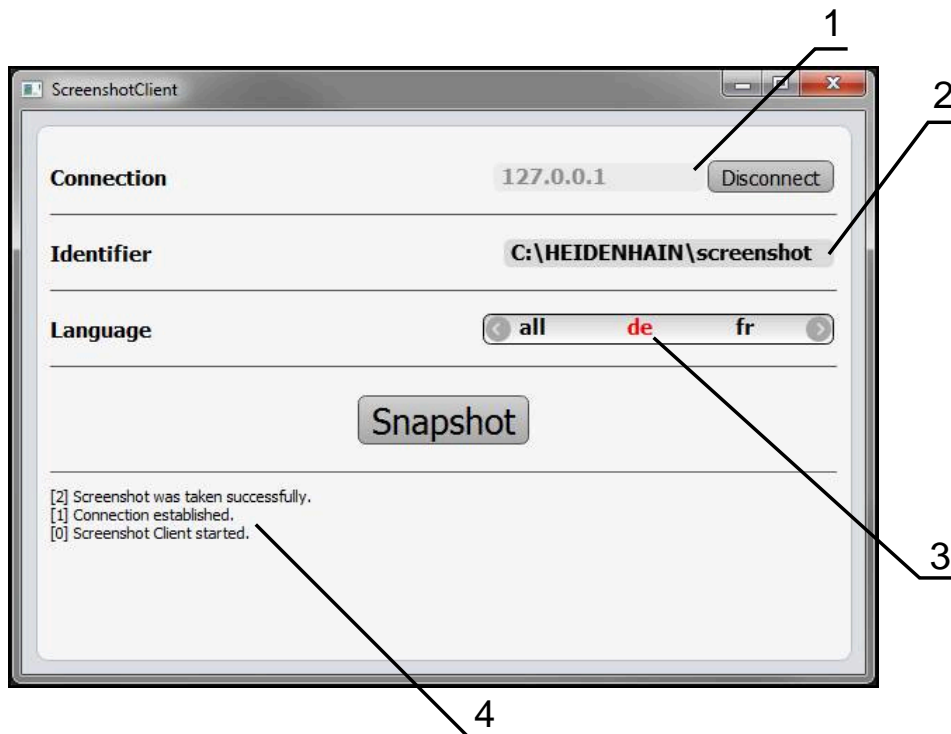 1
ScreenshotClient
2
Connection 127.0.0.1 Disconnect
Identifier C:\HEIDENHAIN\screenshot
Language all de fr
Snapshot
[2] Screenshot was taken successfully.
[1] Connection established.
[0] Screenshot Client started.
3
4